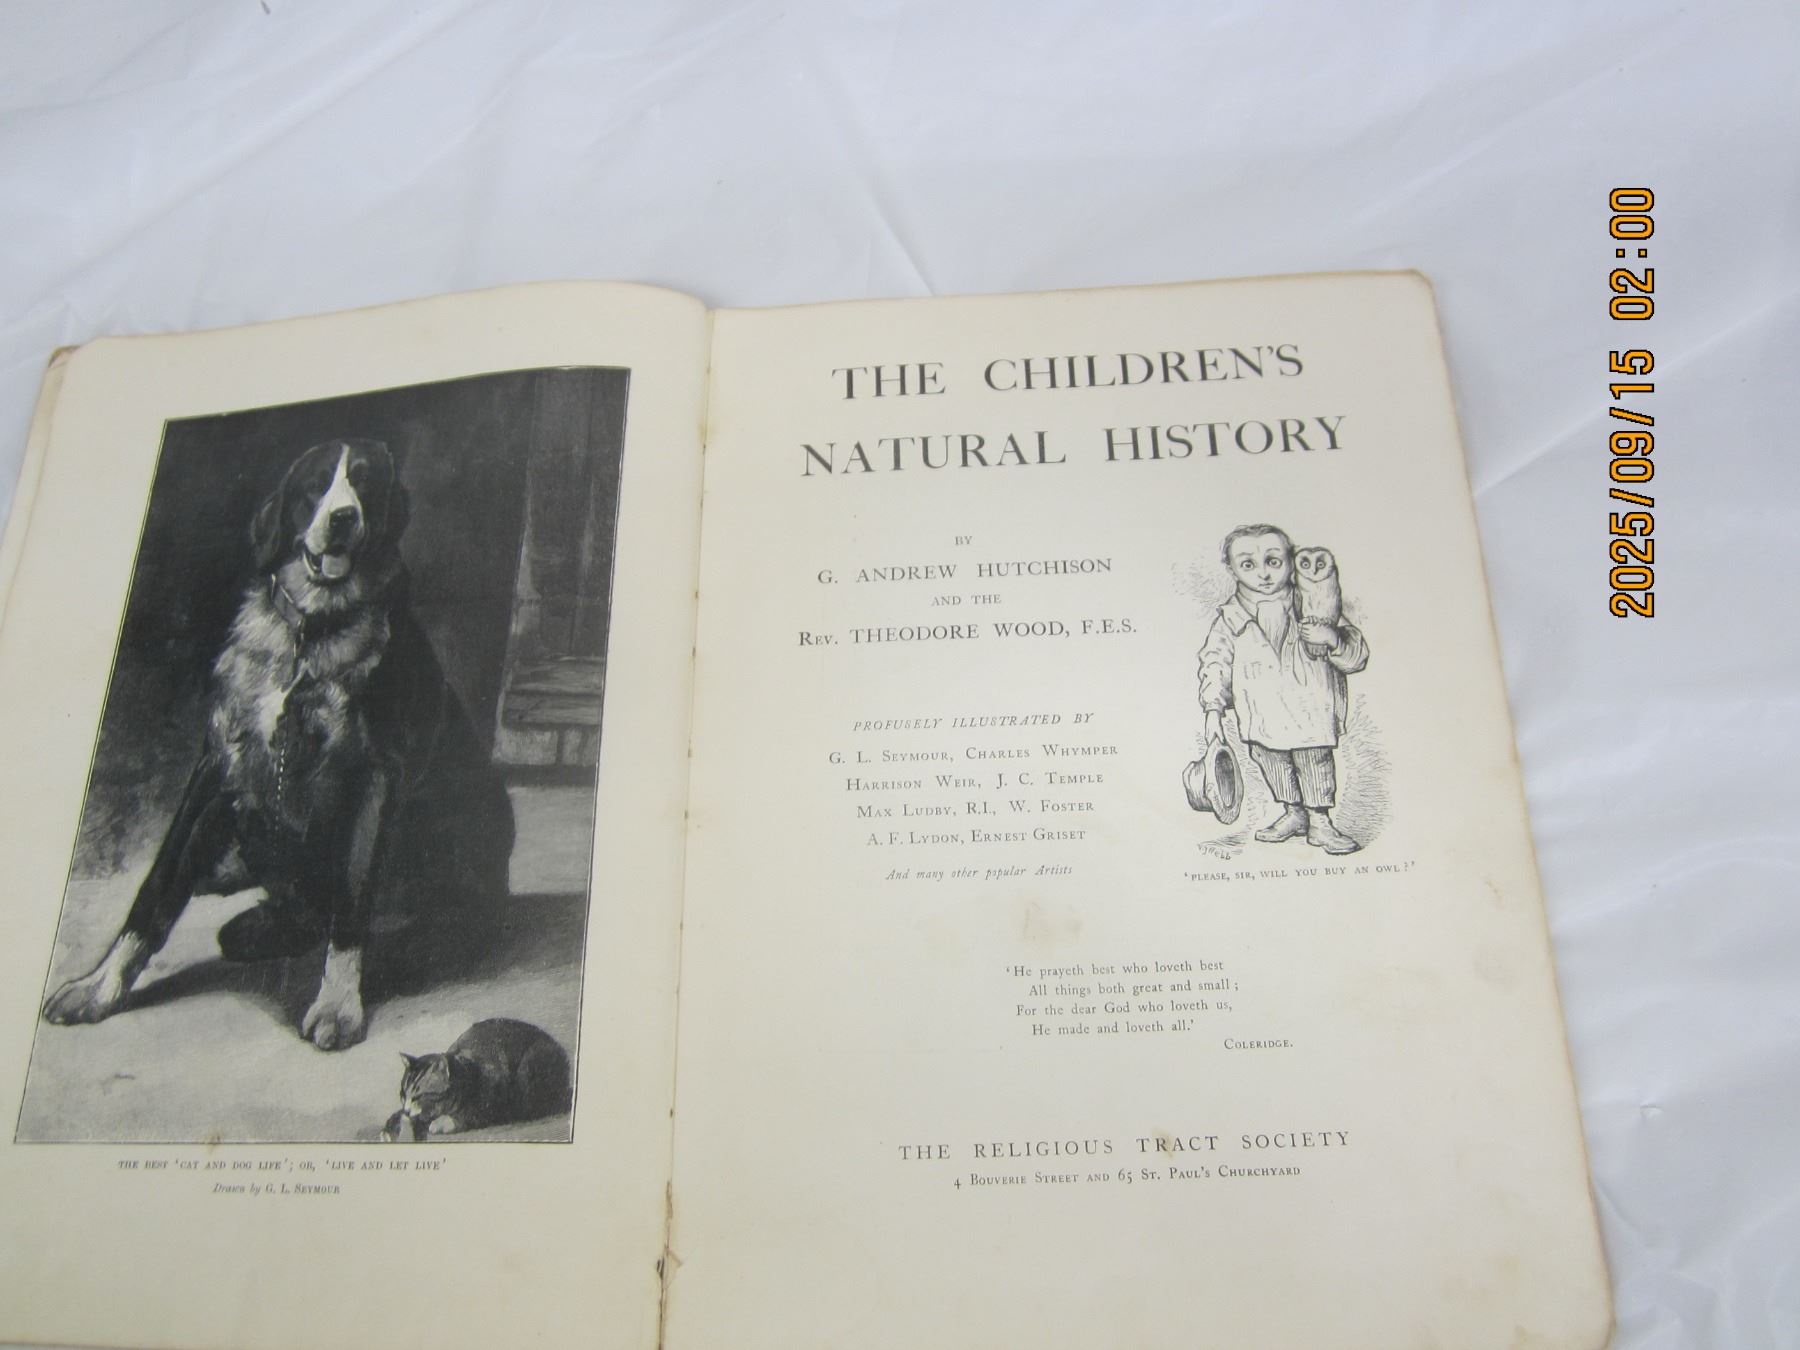 THE BEST 'CAT AND DOG LIFE'; OR, 'LIVE AND LET LIVE'
Drawn by G. L. SEYMOUR
THE CHILDREN'S
NATURAL HISTORY
BY
G. ANDREW HUTCHISON
AND THE
REV. THEODORE WOOD, F.E.S.
PROFUSELY ILLUSTRATED BY
G. L. SEYMOUR, CHARLES WHYMPER
HARRISON WEIR, J. C. TEMPLE
MAX LUDBY, R.I., W. FOSTER
A. F. LYDON, ERNEST GRISET
And many other popular Artists
'PLEASE, SIR, WILL YOU BUY AN OWL?'
'He prayeth best who loveth best
All things both great and small;
For the dear God who loveth us,
He made and loveth all.'
COLERIDGE.
THE RELIGIOUS TRACT SOCIETY
4 BOUVERIE STREET AND 65 ST. PAUL'S CHURCHYARD
2025/09/15 02:00